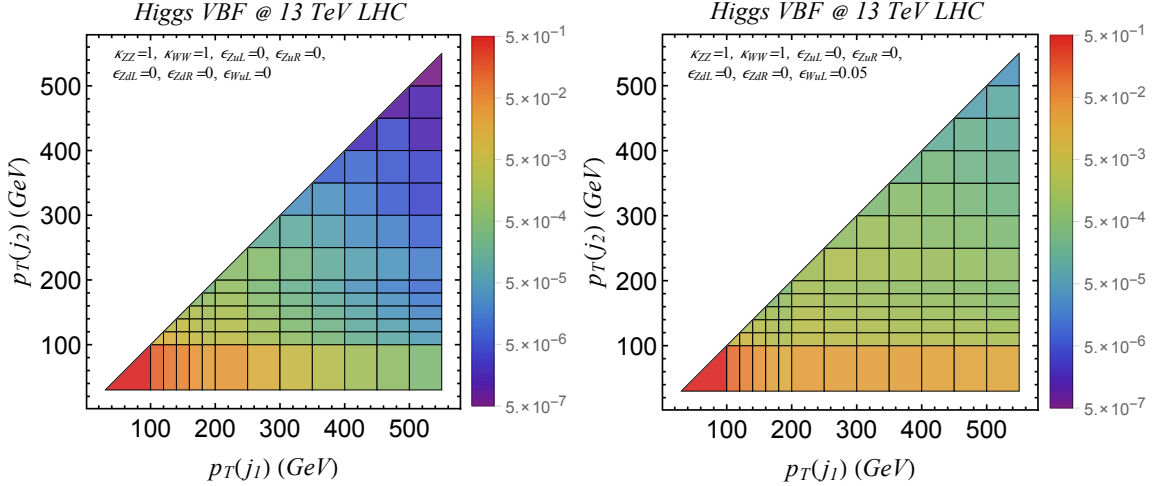 Higgs VBF @ 13 TeV LHC
κZZ=1, κWW=1, ϵZuL=0, ϵZuR=0,
ϵZdL=0, ϵZdR=0, ϵWuL=0
500
400
300
200
100
pT(j2) (GeV)
100 200 300 400 500
pT(j1) (GeV)
5.×10⁻¹
5.×10⁻²
5.×10⁻³
5.×10⁻⁴
5.×10⁻⁵
5.×10⁻⁶
5.×10⁻⁷
Higgs VBF @ 13 TeV LHC
κZZ=1, κWW=1, ϵZuL=0, ϵZuR=0,
ϵZdL=0, ϵZdR=0, ϵWuL=0.05
500
400
300
200
100
pT(j2) (GeV)
100 200 300 400 500
pT(j1) (GeV)
5.×10⁻¹
5.×10⁻²
5.×10⁻³
5.×10⁻⁴
5.×10⁻⁵
5.×10⁻⁶
5.×10⁻⁷